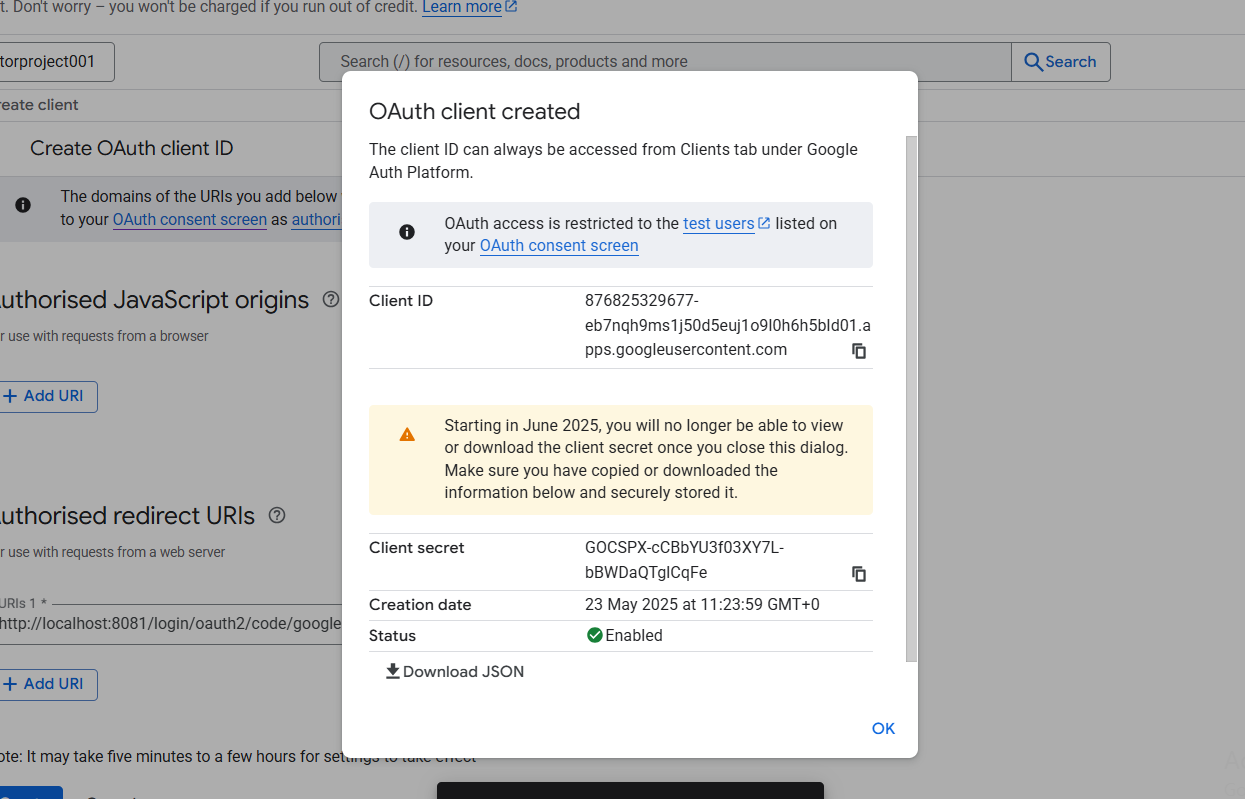 t. Don't worry – you won't be charged if you run out of credit. Learn more
torproject001
Search (/) for resources, docs, products and more
Search
reate client
Create OAuth client ID
The domains of the URIs you add below
to your OAuth consent screen as authori
uthorised JavaScript origins
r use with requests from a browser
Add URI
uthorised redirect URIs
r use with requests from a web server
URIs 1 *
http://localhost:8081/login/oauth2/code/google
Add URI
ote: It may take five minutes to a few hours for settings to take effect
OAuth client created
The client ID can always be accessed from Clients tab under Google
Auth Platform.
OAuth access is restricted to the test users listed on
your OAuth consent screen
Client ID
876825329677-
eb7nqh9ms1j50d5euj1o9l0h6h5bld01.a
pps.googleusercontent.com
Starting in June 2025, you will no longer be able to view
or download the client secret once you close this dialog.
Make sure you have copied or downloaded the
information below and securely stored it.
Client secret
GOCSPX-cCBbYU3f03XY7L-
bBWDaQTglCqFe
Creation date
23 May 2025 at 11:23:59 GMT+0
Status
Enabled
Download JSON
OK